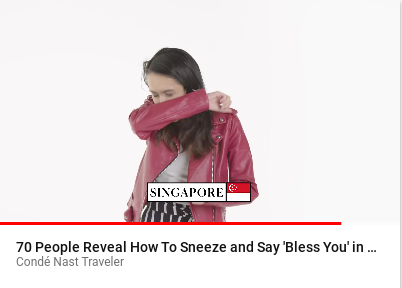 SINGAPORE
70 People Reveal How To Sneeze and Say 'Bless You' in ...
Condé Nast Traveler